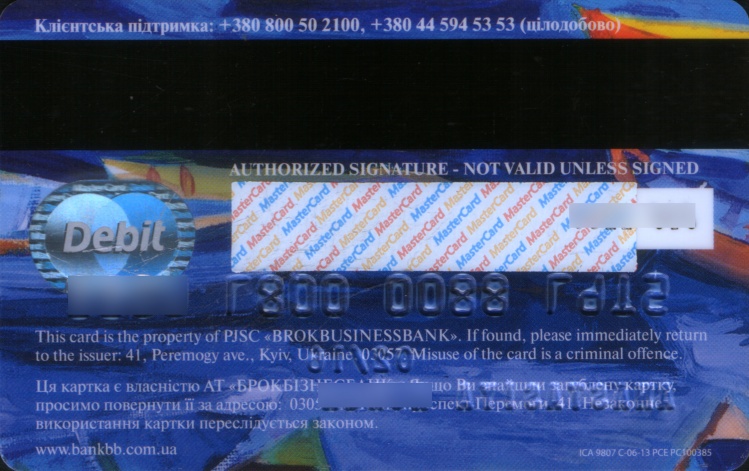 Клієнтська підтримка: +380 800 50 2100, +380 44 594 53 53 (цілодобово)
AUTHORIZED SIGNATURE - NOT VALID UNLESS SIGNED
MasterCard
Debit
This card is the property of PJSC «BROKBUSINESSBANK». If found, please immediately return
to the issuer: 41, Peremogy ave., Kyiv, Ukraine, 03057. Misuse of the card is a criminal offence.
Ця картка є власністю АТ «БРОКБІЗНЕСБАНК» Якщо Ви знайшли загублену картку,
просимо повернути її за адресою: Перемоги, 41. Незаконне
використання картки переслідується законом.
www.bankbb.com.ua
ICA 9807 C-06-13 PCE PC100385